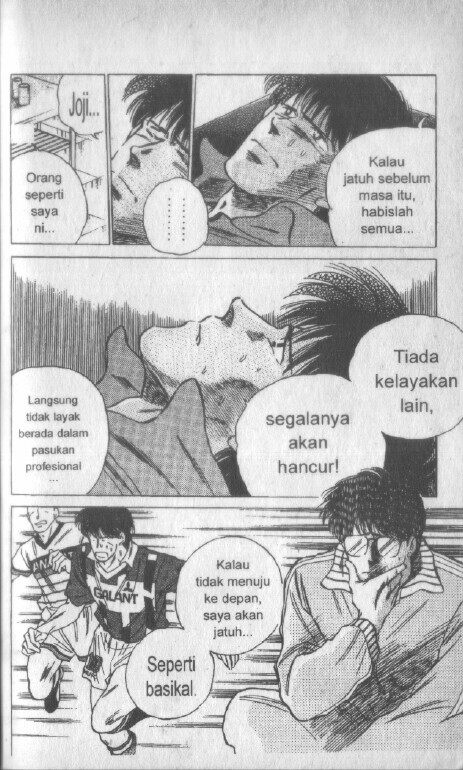 Kalau
jatuh sebelum
masa itu,
habislah
semua...
......
Joji...
Orang
seperti
saya
ni...
Tiada
kelayakan
lain,
segalanya
akan
hancur!
Langsung
tidak layak
berada dalam
pasukan
profesional
...
Kalau
tidak menuju
ke depan,
saya akan
jatuh...
Seperti
basikal.
GALANT